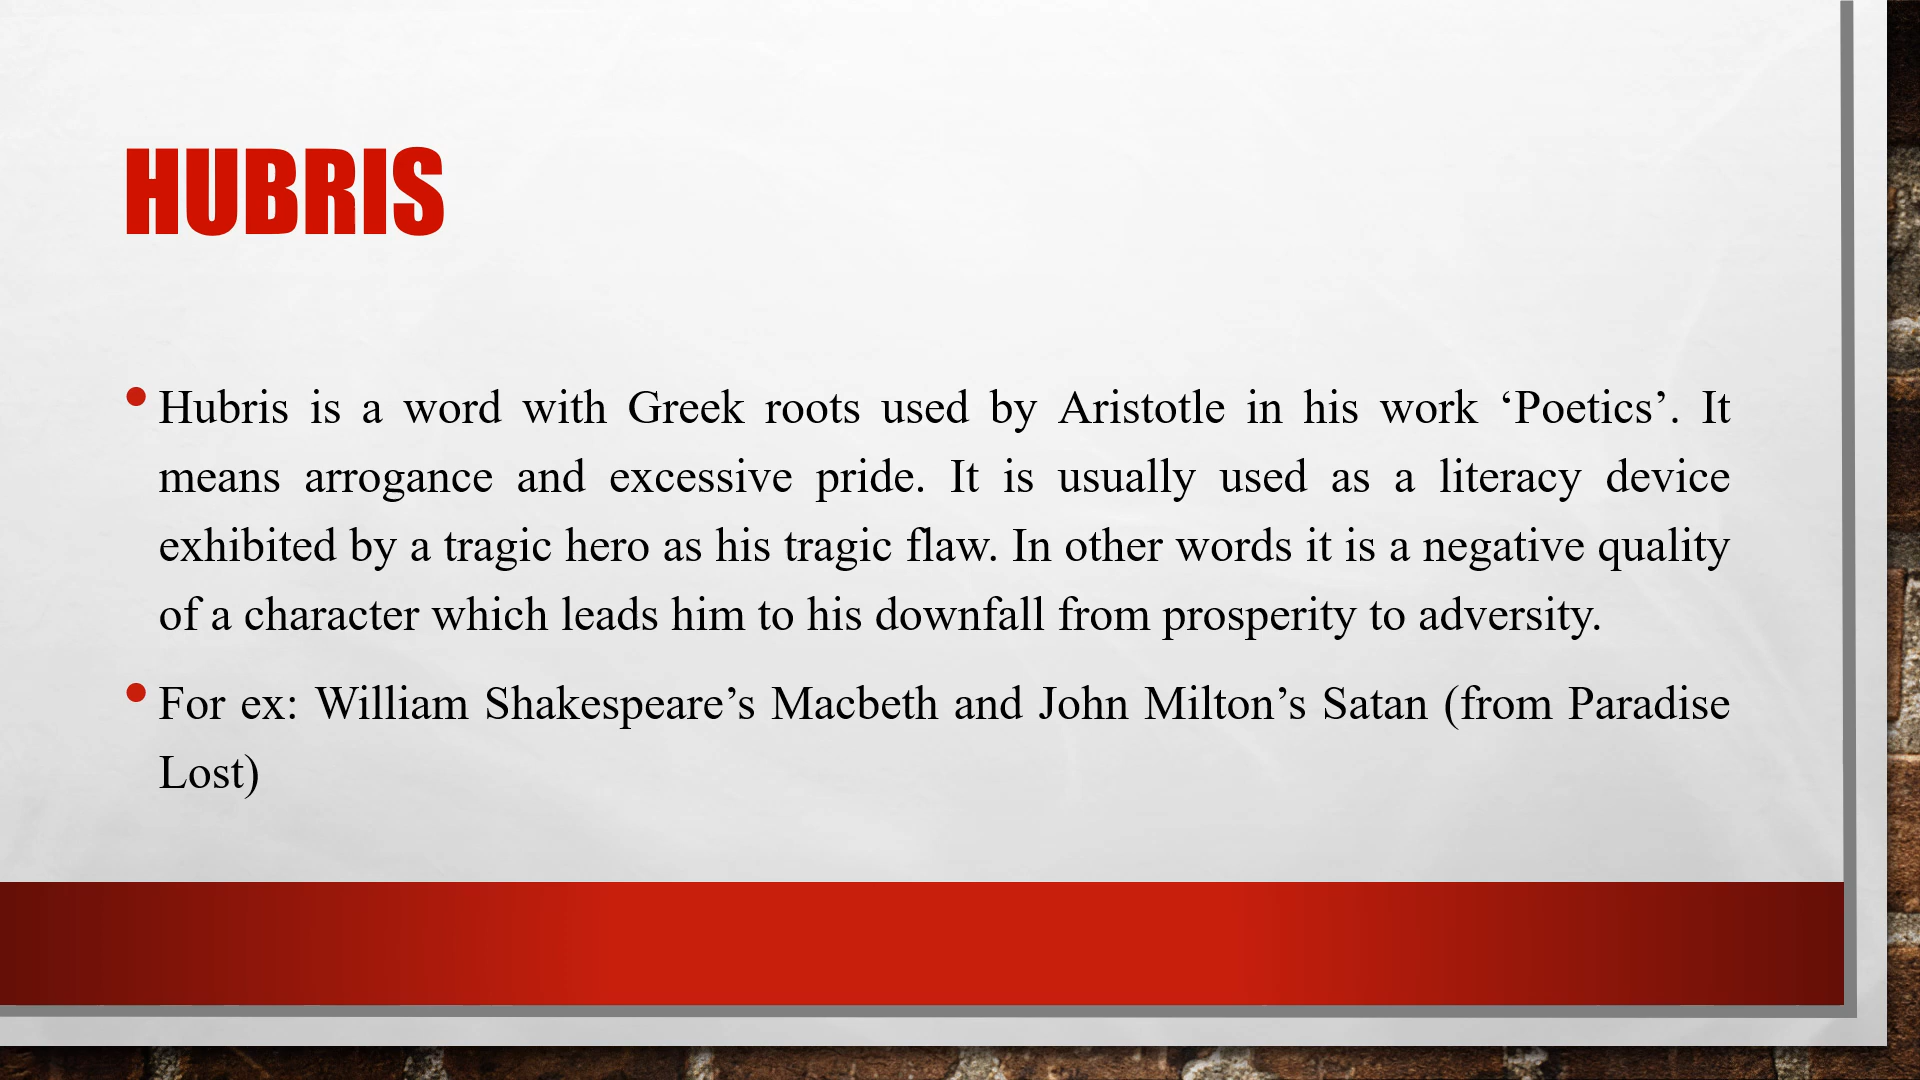 HUBRIS
• Hubris is a word with Greek roots used by Aristotle in his work ‘Poetics’. It
means arrogance and excessive pride. It is usually used as a literacy device
exhibited by a tragic hero as his tragic flaw. In other words it is a negative quality
of a character which leads him to his downfall from prosperity to adversity.
• For ex: William Shakespeare’s Macbeth and John Milton’s Satan (from Paradise
Lost)